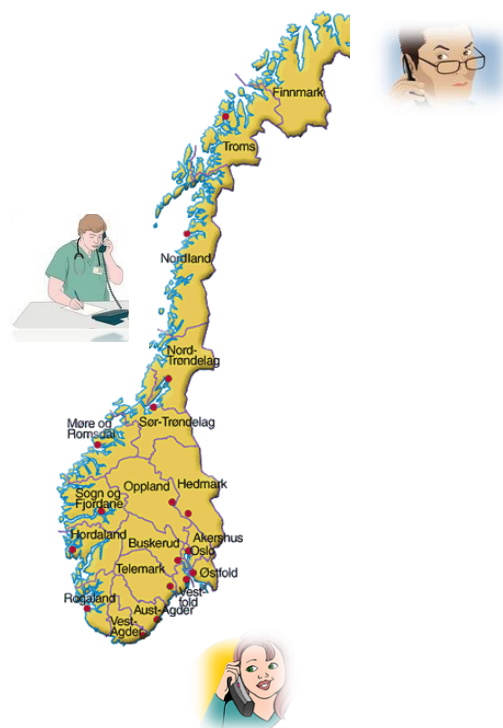 Finnmark
Troms
Nordland
Nord-
Trøndelag
Sør-Trøndelag
Møre og
Romsdal
Oppland
Hedmark
Sogn og
Fjordane
Hordaland
Akershus
Oslo
Buskerud
Telemark
Østfold
Vest
fold
Rogaland
Aust-Agder
Vest-
Agder